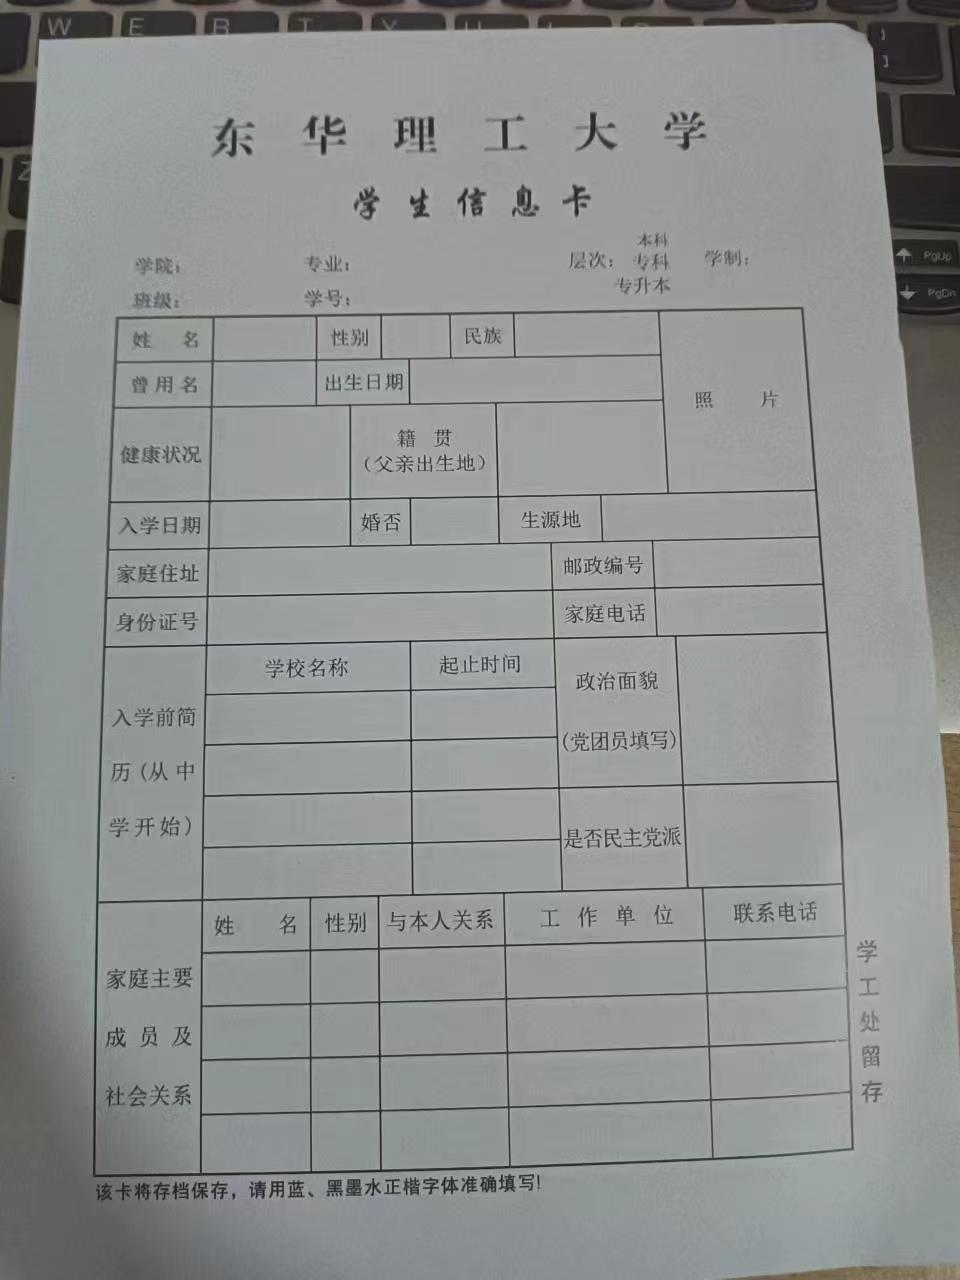 W E R T Y U
Z
PgUp
PgDn
东华理工大学
学生信息卡
学院： 专业： 层次： 本科 专科 专升本 学制：
班级： 学号：
姓名 性别 民族 照片
曾用名 出生日期
健康状况 籍贯
（父亲出生地）
入学日期 婚否 生源地
家庭住址 邮政编号
身份证号 家庭电话
入学前简
历(从中
学开始)
学校名称 起止时间
政治面貌
(党团员填写)
是否民主党派
家庭主要
成员及
社会关系
姓名 性别 与本人关系 工作单位 联系电话
学工处留存
该卡将存档保存，请用蓝、黑墨水正楷字体准确填写!